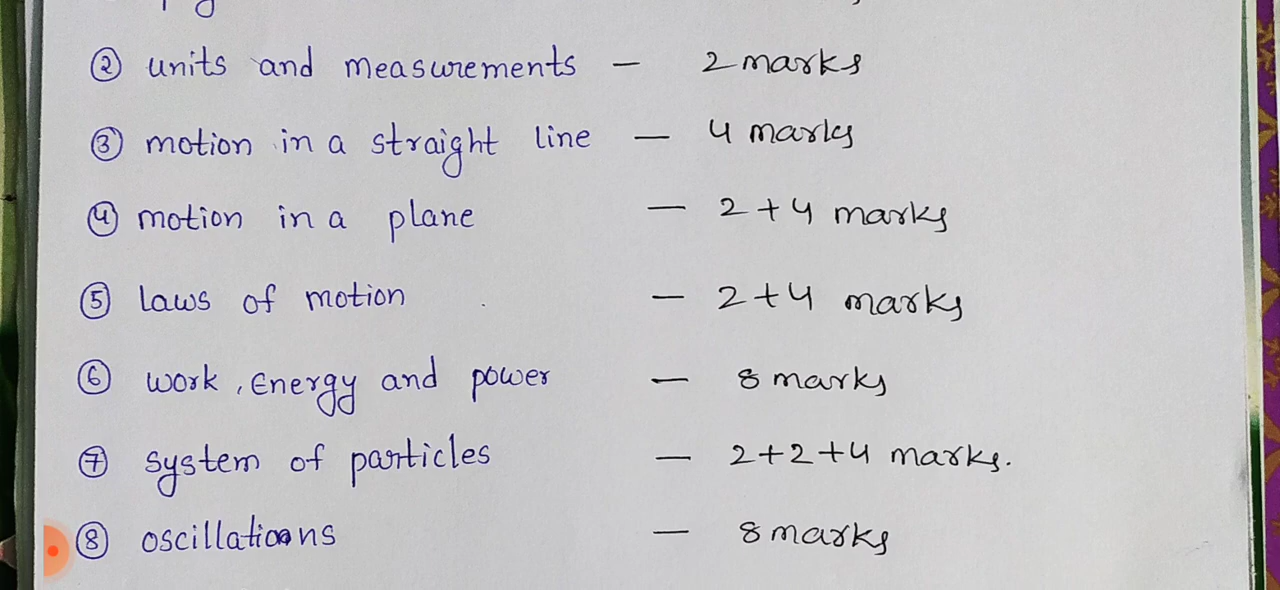 ② units and measurements - 2 marks
③ motion in a straight line - 4 marks
④ motion in a plane - 2 + 4 marks
⑤ laws of motion - 2 + 4 marks
⑥ work, Energy and power - 8 marks
⑦ system of particles - 2+2+4 marks.
⑧ oscillations - 8 marks